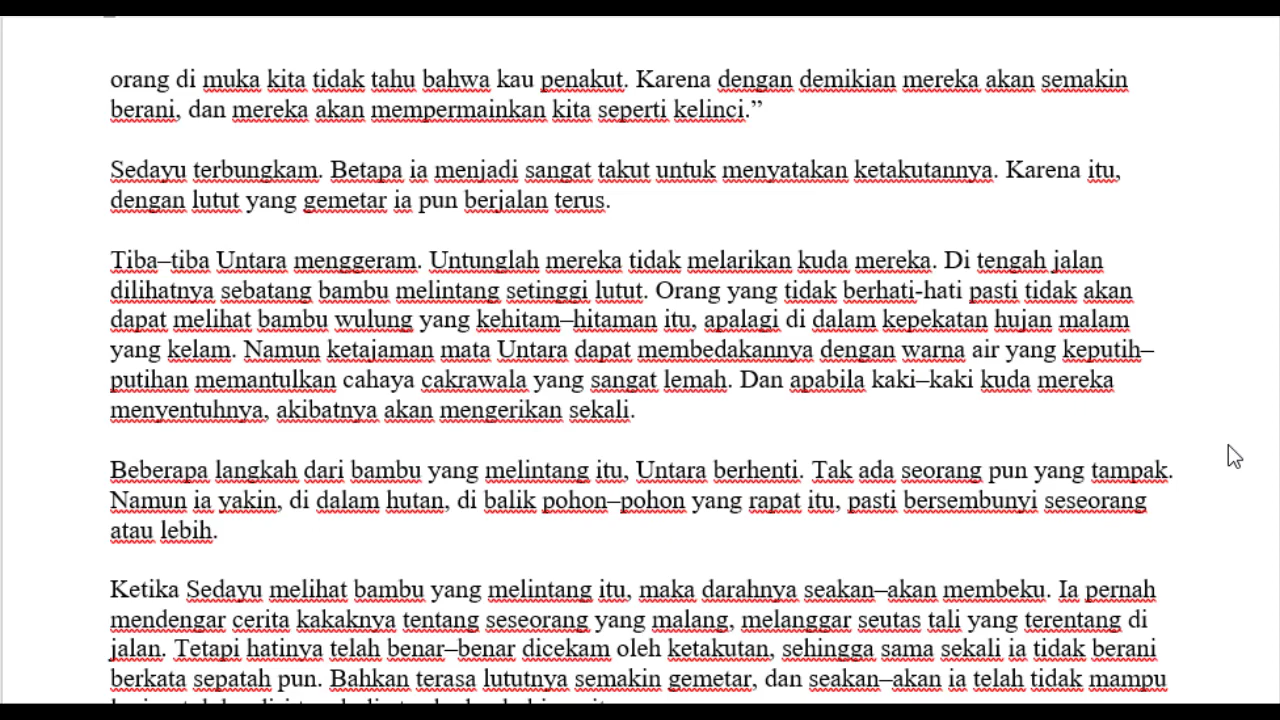 orang di muka kita tidak tahu bahwa kau penakut. Karena dengan demikian mereka akan semakin
berani, dan mereka akan mempermainkan kita seperti kelinci.”
Sedayu terbungkam. Betapa ia menjadi sangat takut untuk menyatakan ketakutannya. Karena itu,
dengan lutut yang gemetar ia pun berjalan terus.
Tiba–tiba Untara menggeram. Untunglah mereka tidak melarikan kuda mereka. Di tengah jalan
dilihatnya sebatang bambu melintang setinggi lutut. Orang yang tidak berhati-hati pasti tidak akan
dapat melihat bambu wulung yang kehitam–hitaman itu, apalagi di dalam kepekatan hujan malam
yang kelam. Namun ketajaman mata Untara dapat membedakannya dengan warna air yang keputih–
putihan memantulkan cahaya cakrawala yang sangat lemah. Dan apabila kaki–kaki kuda mereka
menyentuhnya, akibatnya akan mengerikan sekali.
Beberapa langkah dari bambu yang melintang itu, Untara berhenti. Tak ada seorang pun yang tampak.
Namun ia yakin, di dalam hutan, di balik pohon–pohon yang rapat itu, pasti bersembunyi seseorang
atau lebih.
Ketika Sedayu melihat bambu yang melintang itu, maka darahnya seakan–akan membeku. Ia pernah
mendengar cerita kakaknya tentang seseorang yang malang, melanggar seutas tali yang terentang di
jalan. Tetapi hatinya telah benar–benar dicekam oleh ketakutan, sehingga sama sekali ia tidak berani
berkata sepatah pun. Bahkan terasa lututnya semakin gemetar, dan seakan–akan ia telah tidak mampu